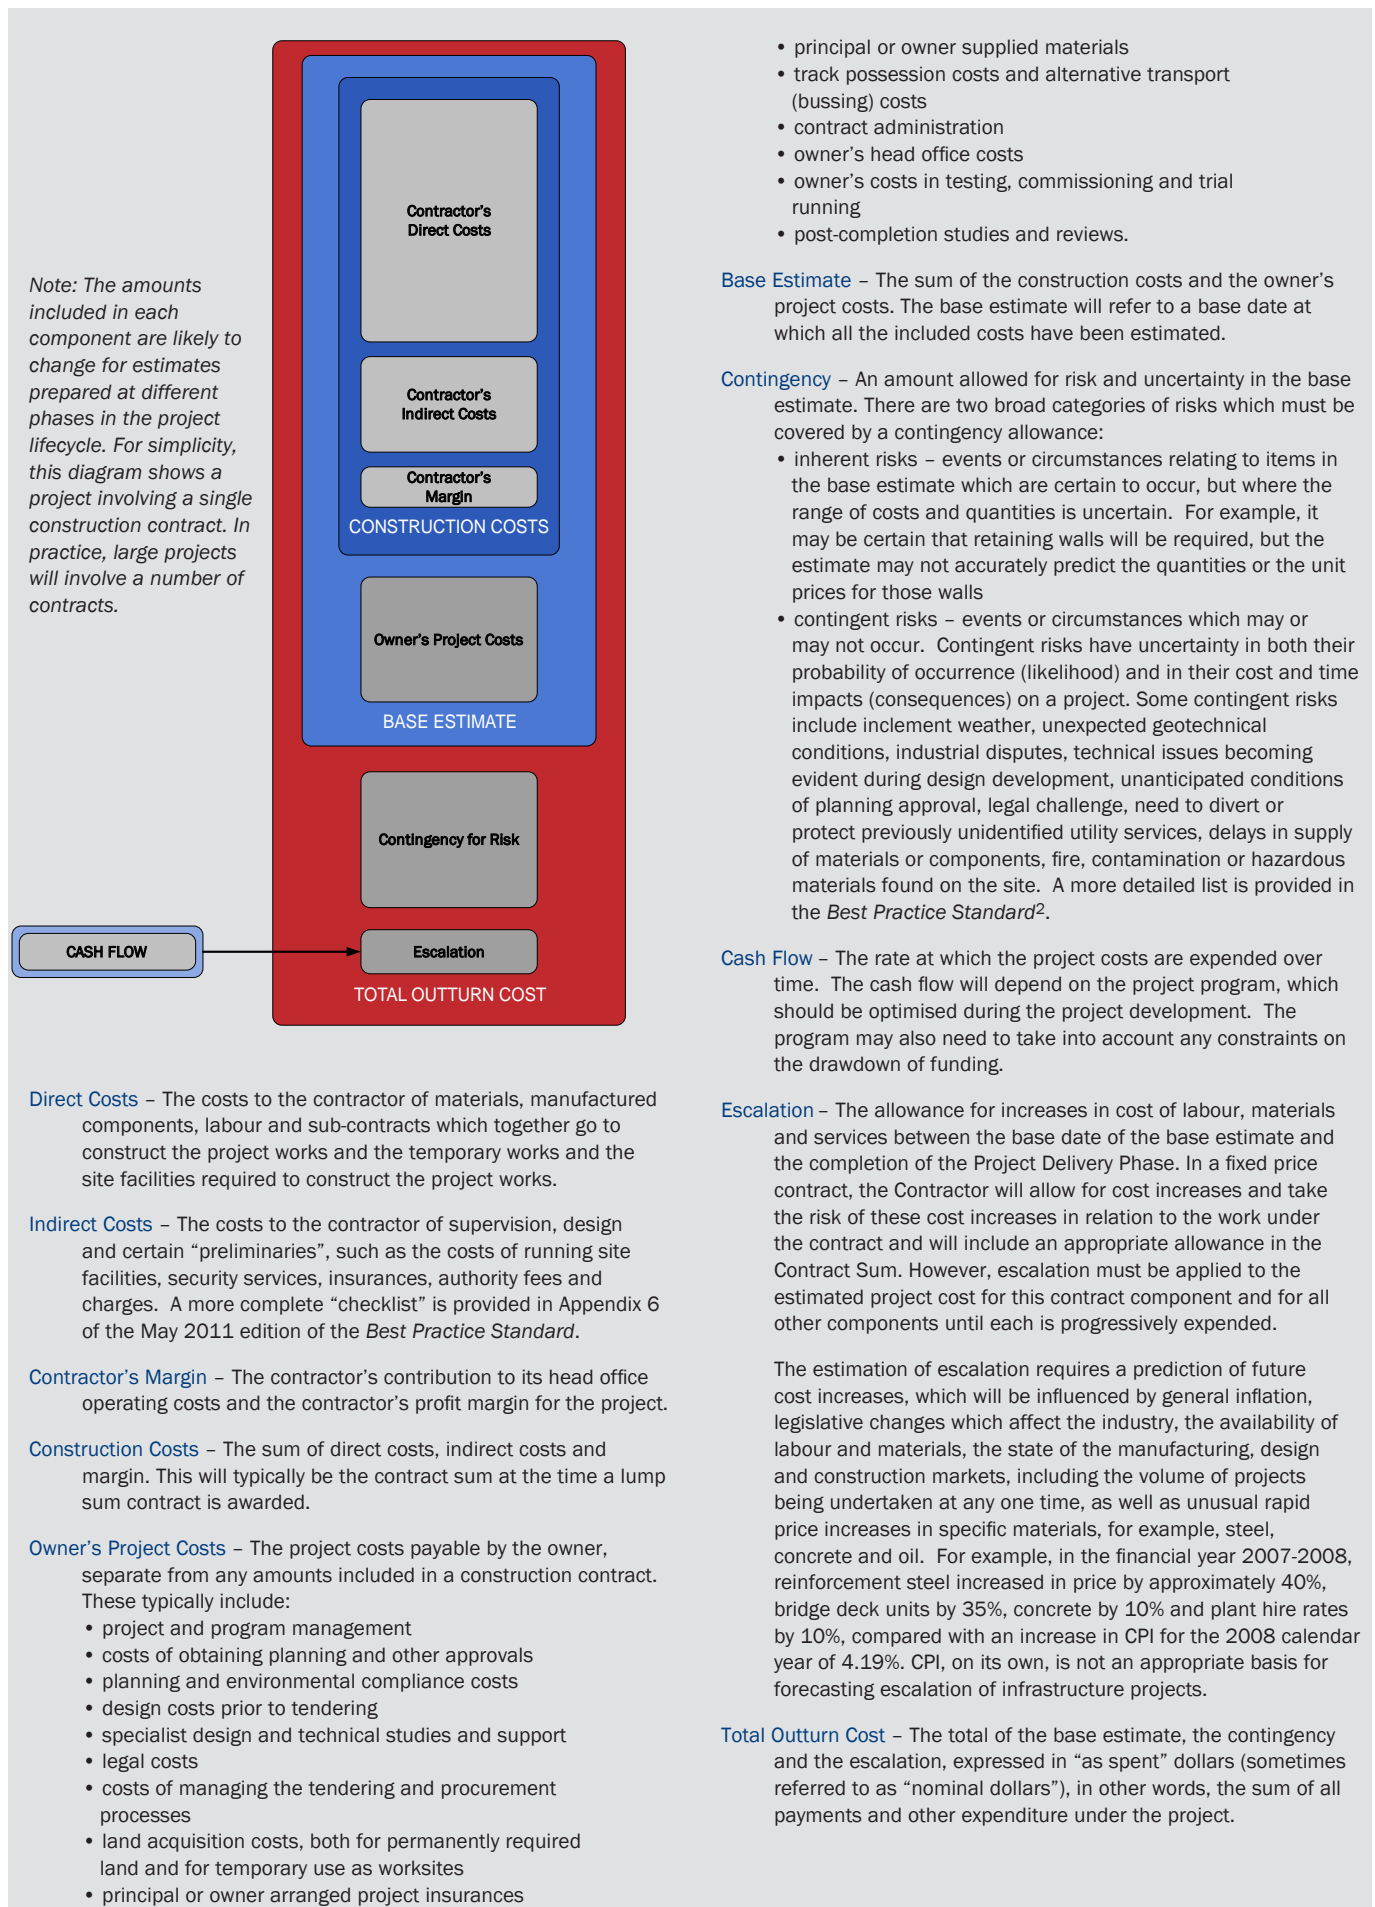 Note: The amounts
included in each
component are likely to
change for estimates
prepared at different
phases in the project
lifecycle. For simplicity,
this diagram shows a
project involving a single
construction contract. In
practice, large projects
will involve a number of
contracts.
Contractor's
Direct Costs
Contractor's
Indirect Costs
Contractor's
Margin
CONSTRUCTION COSTS
Owner's Project Costs
BASE ESTIMATE
Contingency for Risk
CASH FLOW
Escalation
TOTAL OUTTURN COST
Direct Costs – The costs to the contractor of materials, manufactured
components, labour and sub-contracts which together go to
construct the project works and the temporary works and the
site facilities required to construct the project works.
Indirect Costs – The costs to the contractor of supervision, design
and certain “preliminaries”, such as the costs of running site
facilities, security services, insurances, authority fees and
charges. A more complete “checklist” is provided in Appendix 6
of the May 2011 edition of the Best Practice Standard.
Contractor's Margin – The contractor's contribution to its head office
operating costs and the contractor's profit margin for the project.
Construction Costs – The sum of direct costs, indirect costs and
margin. This will typically be the contract sum at the time a lump
sum contract is awarded.
Owner's Project Costs – The project costs payable by the owner,
separate from any amounts included in a construction contract.
These typically include:
• project and program management
• costs of obtaining planning and other approvals
• planning and environmental compliance costs
• design costs prior to tendering
• specialist design and technical studies and support
• legal costs
• costs of managing the tendering and procurement
processes
• land acquisition costs, both for permanently required
land and for temporary use as worksites
• principal or owner arranged project insurances
• principal or owner supplied materials
• track possession costs and alternative transport
(bussing) costs
• contract administration
• owner's head office costs
• owner's costs in testing, commissioning and trial
running
• post-completion studies and reviews.
Base Estimate – The sum of the construction costs and the owner's
project costs. The base estimate will refer to a base date at
which all the included costs have been estimated.
Contingency – An amount allowed for risk and uncertainty in the base
estimate. There are two broad categories of risks which must be
covered by a contingency allowance:
• inherent risks – events or circumstances relating to items in
the base estimate which are certain to occur, but where the
range of costs and quantities is uncertain. For example, it
may be certain that retaining walls will be required, but the
estimate may not accurately predict the quantities or the unit
prices for those walls
• contingent risks – events or circumstances which may or
may not occur. Contingent risks have uncertainty in both their
probability of occurrence (likelihood) and in their cost and time
impacts (consequences) on a project. Some contingent risks
include inclement weather, unexpected geotechnical
conditions, industrial disputes, technical issues becoming
evident during design development, unanticipated conditions
of planning approval, legal challenge, need to divert or
protect previously unidentified utility services, delays in supply
of materials or components, fire, contamination or hazardous
materials found on the site. A more detailed list is provided in
the Best Practice Standard2.
Cash Flow – The rate at which the project costs are expended over
time. The cash flow will depend on the project program, which
should be optimised during the project development. The
program may also need to take into account any constraints on
the drawdown of funding.
Escalation – The allowance for increases in cost of labour, materials
and services between the base date of the base estimate and
the completion of the Project Delivery Phase. In a fixed price
contract, the Contractor will allow for cost increases and take
the risk of these cost increases in relation to the work under
the contract and will include an appropriate allowance in the
Contract Sum. However, escalation must be applied to the
estimated project cost for this contract component and for all
other components until each is progressively expended.
The estimation of escalation requires a prediction of future
cost increases, which will be influenced by general inflation,
legislative changes which affect the industry, the availability of
labour and materials, the state of the manufacturing, design
and construction markets, including the volume of projects
being undertaken at any one time, as well as unusual rapid
price increases in specific materials, for example, steel,
concrete and oil. For example, in the financial year 2007-2008,
reinforcement steel increased in price by approximately 40%,
bridge deck units by 35%, concrete by 10% and plant hire rates
by 10%, compared with an increase in CPI for the 2008 calendar
year of 4.19%. CPI, on its own, is not an appropriate basis for
forecasting escalation of infrastructure projects.
Total Outturn Cost – The total of the base estimate, the contingency
and the escalation, expressed in “as spent” dollars (sometimes
referred to as “nominal dollars”), in other words, the sum of all
payments and other expenditure under the project.